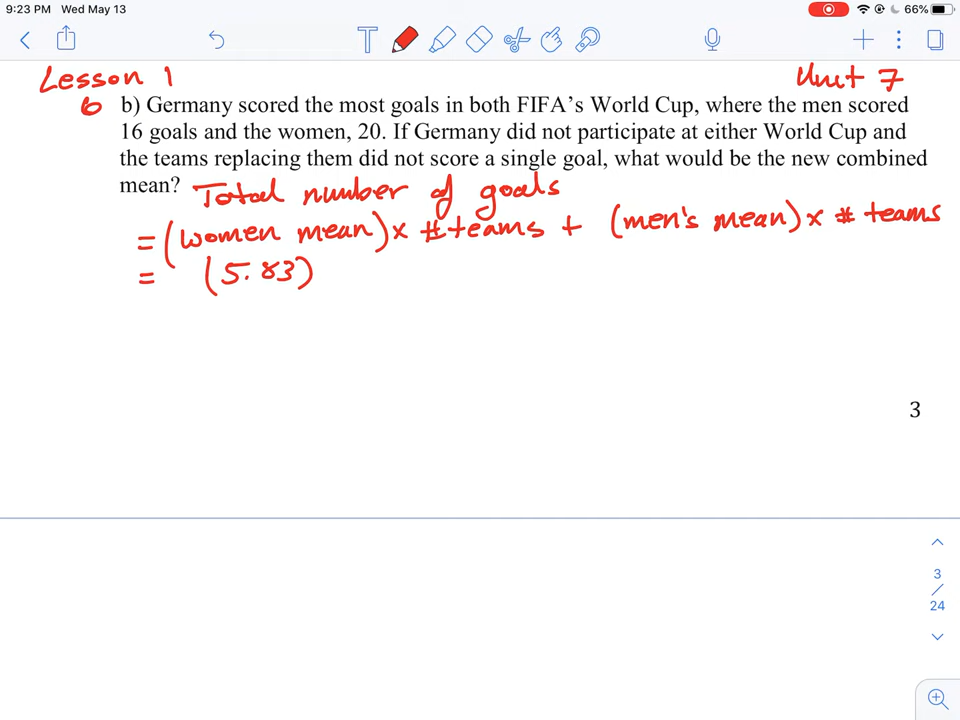 9:23 PM Wed May 13 66%
T
Lesson 1 Unit 7
6 b) Germany scored the most goals in both FIFA's World Cup, where the men scored
16 goals and the women, 20. If Germany did not participate at either World Cup and
the teams replacing them did not score a single goal, what would be the new combined
mean? Total number of goals
= (women mean) x # teams + (men's mean) x # teams
= (5.83)
3
3
/
24